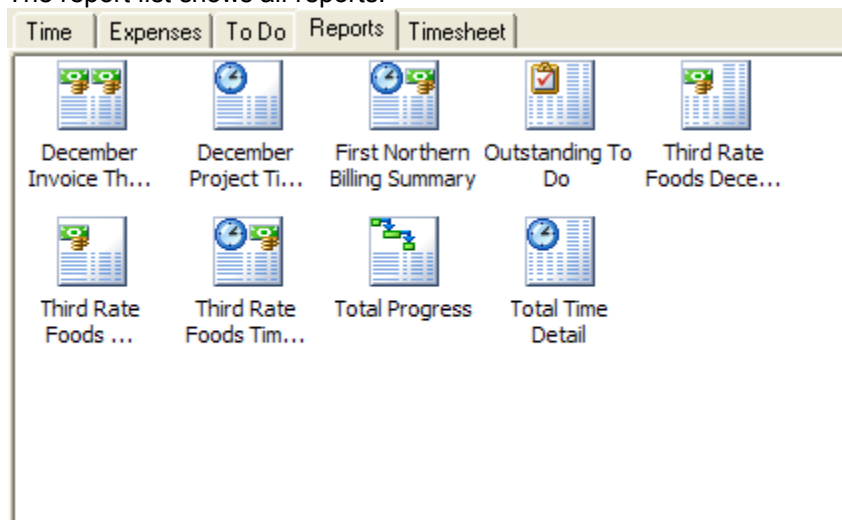 The report list shows all reports.
Time Expenses To Do Reports Timesheet
December Invoice Th...
December Project Ti...
First Northern Billing Summary
Outstanding To Do
Third Rate Foods Dece...
Third Rate Foods ...
Third Rate Foods Tim...
Total Progress
Total Time Detail